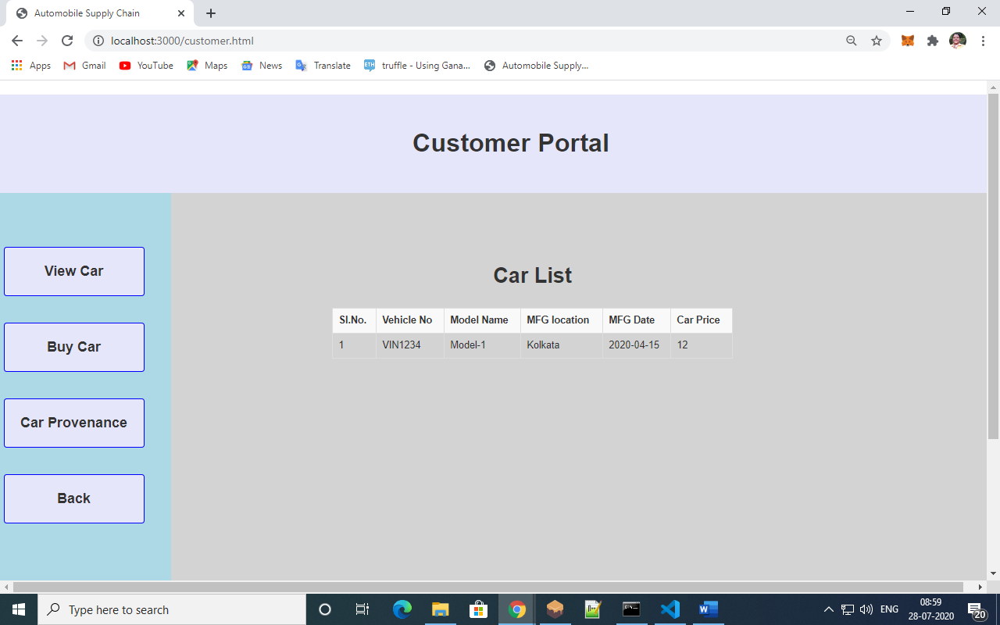 Automobile Supply Chain
localhost:3000/customer.html
Apps Gmail YouTube Maps News Translate ETH truffle - Using Gana... Automobile Supply...
Customer Portal
View Car
Buy Car
Car Provenance
Back
Car List
Sl.No. Vehicle No Model Name MFG location MFG Date Car Price
1 VIN1234 Model-1 Kolkata 2020-04-15 12
Type here to search
ENG
08:59
28-07-2020
20